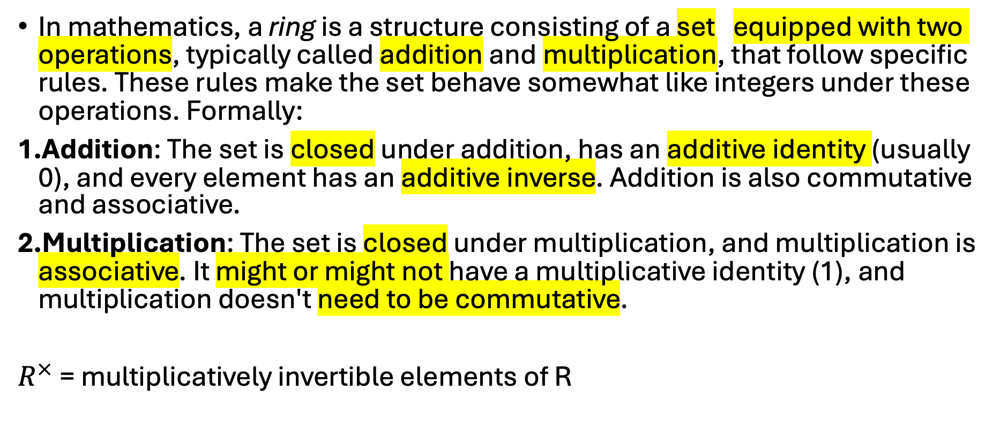 • In mathematics, a ring is a structure consisting of a set equipped with two
operations, typically called addition and multiplication, that follow specific
rules. These rules make the set behave somewhat like integers under these
operations. Formally:
1.Addition: The set is closed under addition, has an additive identity (usually
0), and every element has an additive inverse. Addition is also commutative
and associative.
2.Multiplication: The set is closed under multiplication, and multiplication is
associative. It might or might not have a multiplicative identity (1), and
multiplication doesn't need to be commutative.
R^× = multiplicatively invertible elements of R